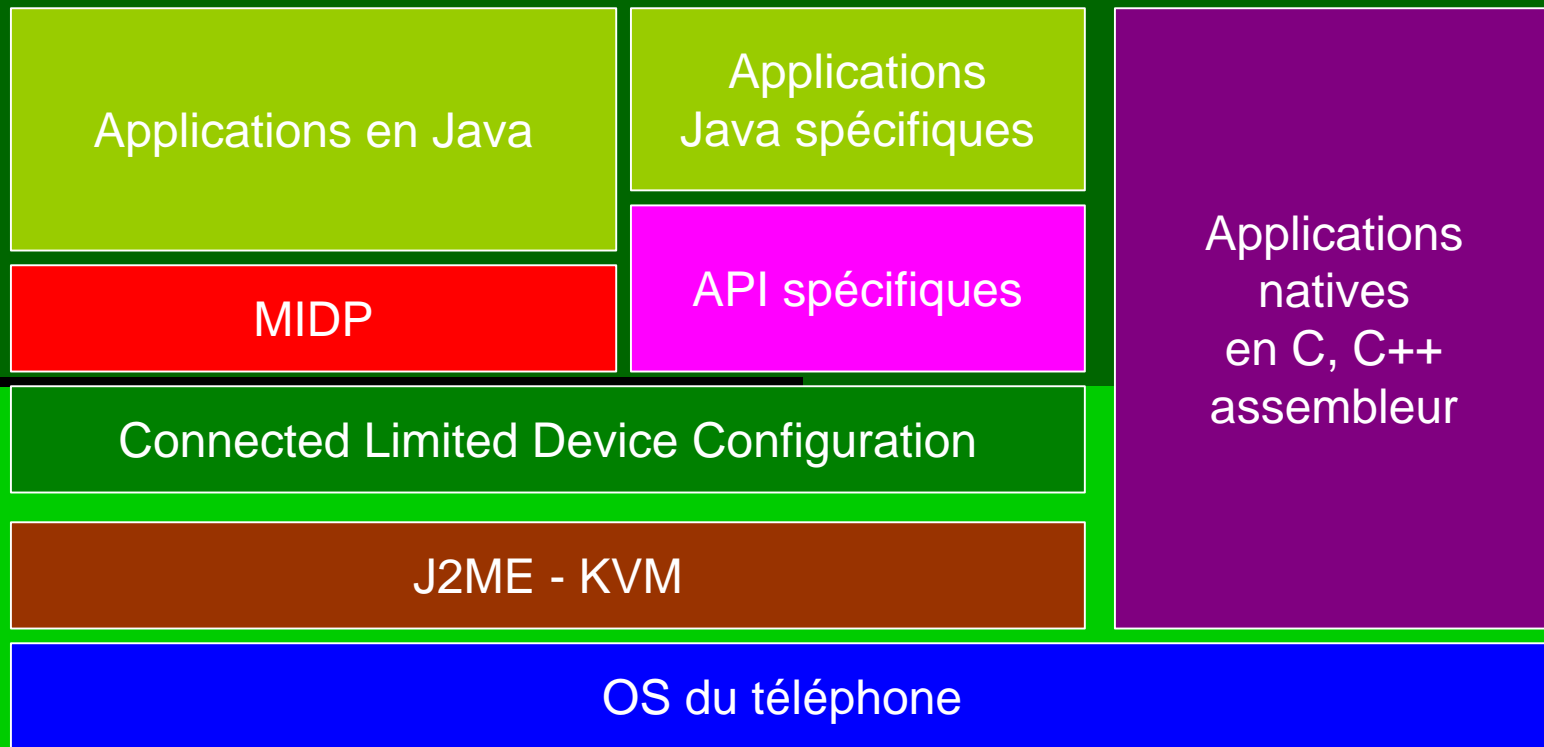 Applications en Java
Applications
Java spécifiques
MIDP
API spécifiques
Applications
natives
en C, C++
assembleur
Connected Limited Device Configuration
J2ME - KVM
OS du téléphone